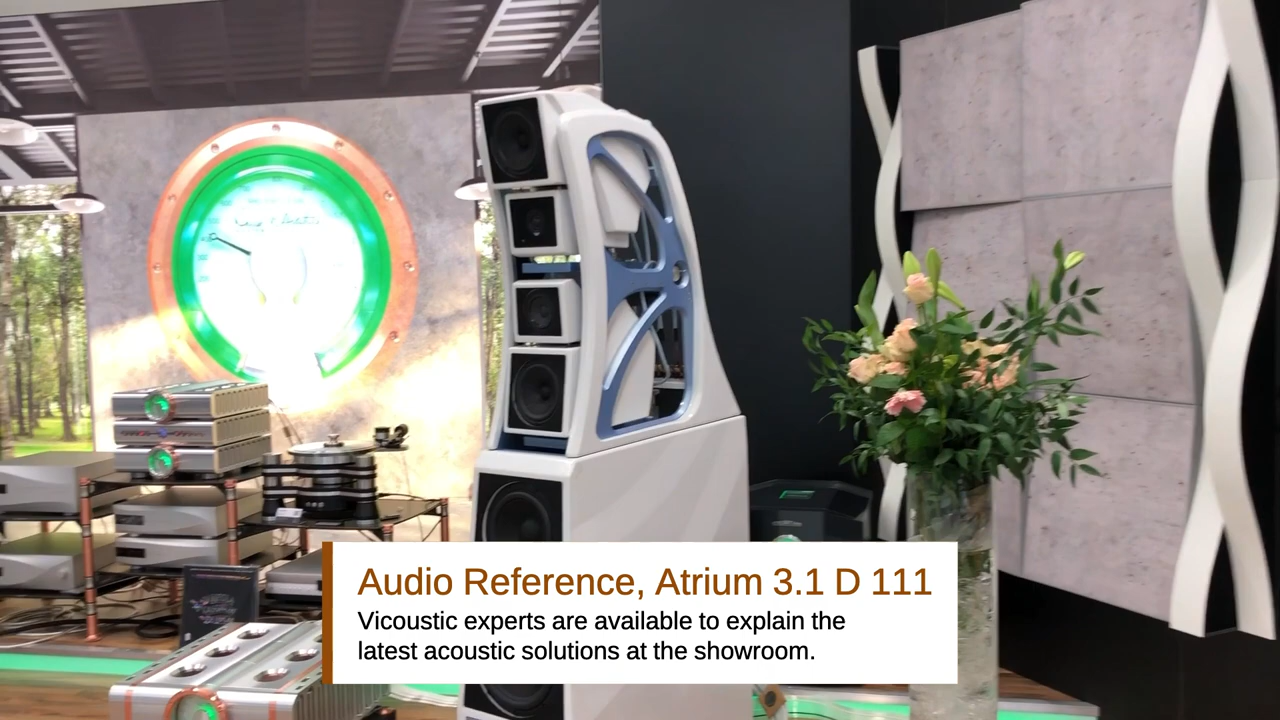 Audio Reference, Atrium 3.1 D 111
Vicoustic experts are available to explain the
latest acoustic solutions at the showroom.